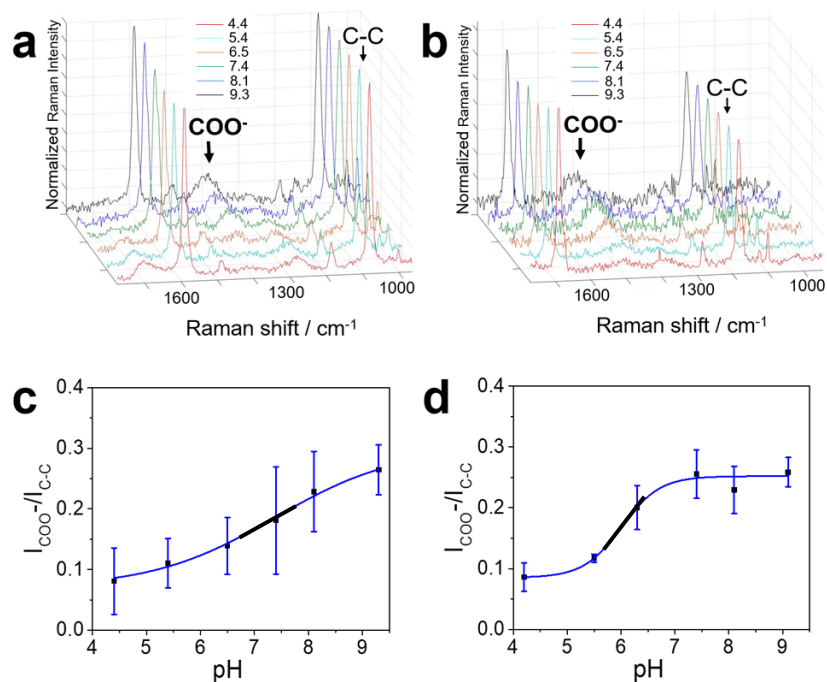 a
4.4
5.4
6.5
7.4
8.1
9.3
C-C
COO-
Normalized Raman Intensity
1600
1300
1000
Raman shift / cm-1
b
4.4
5.4
6.5
7.4
8.1
9.3
C-C
COO-
Normalized Raman Intensity
1600
1300
1000
Raman shift / cm-1
c
0.4
0.3
0.2
0.1
0.0
ICOO-/IC-C
4 5 6 7 8 9
pH
d
0.4
0.3
0.2
0.1
0.0
ICOO-/IC-C
4 5 6 7 8 9
pH